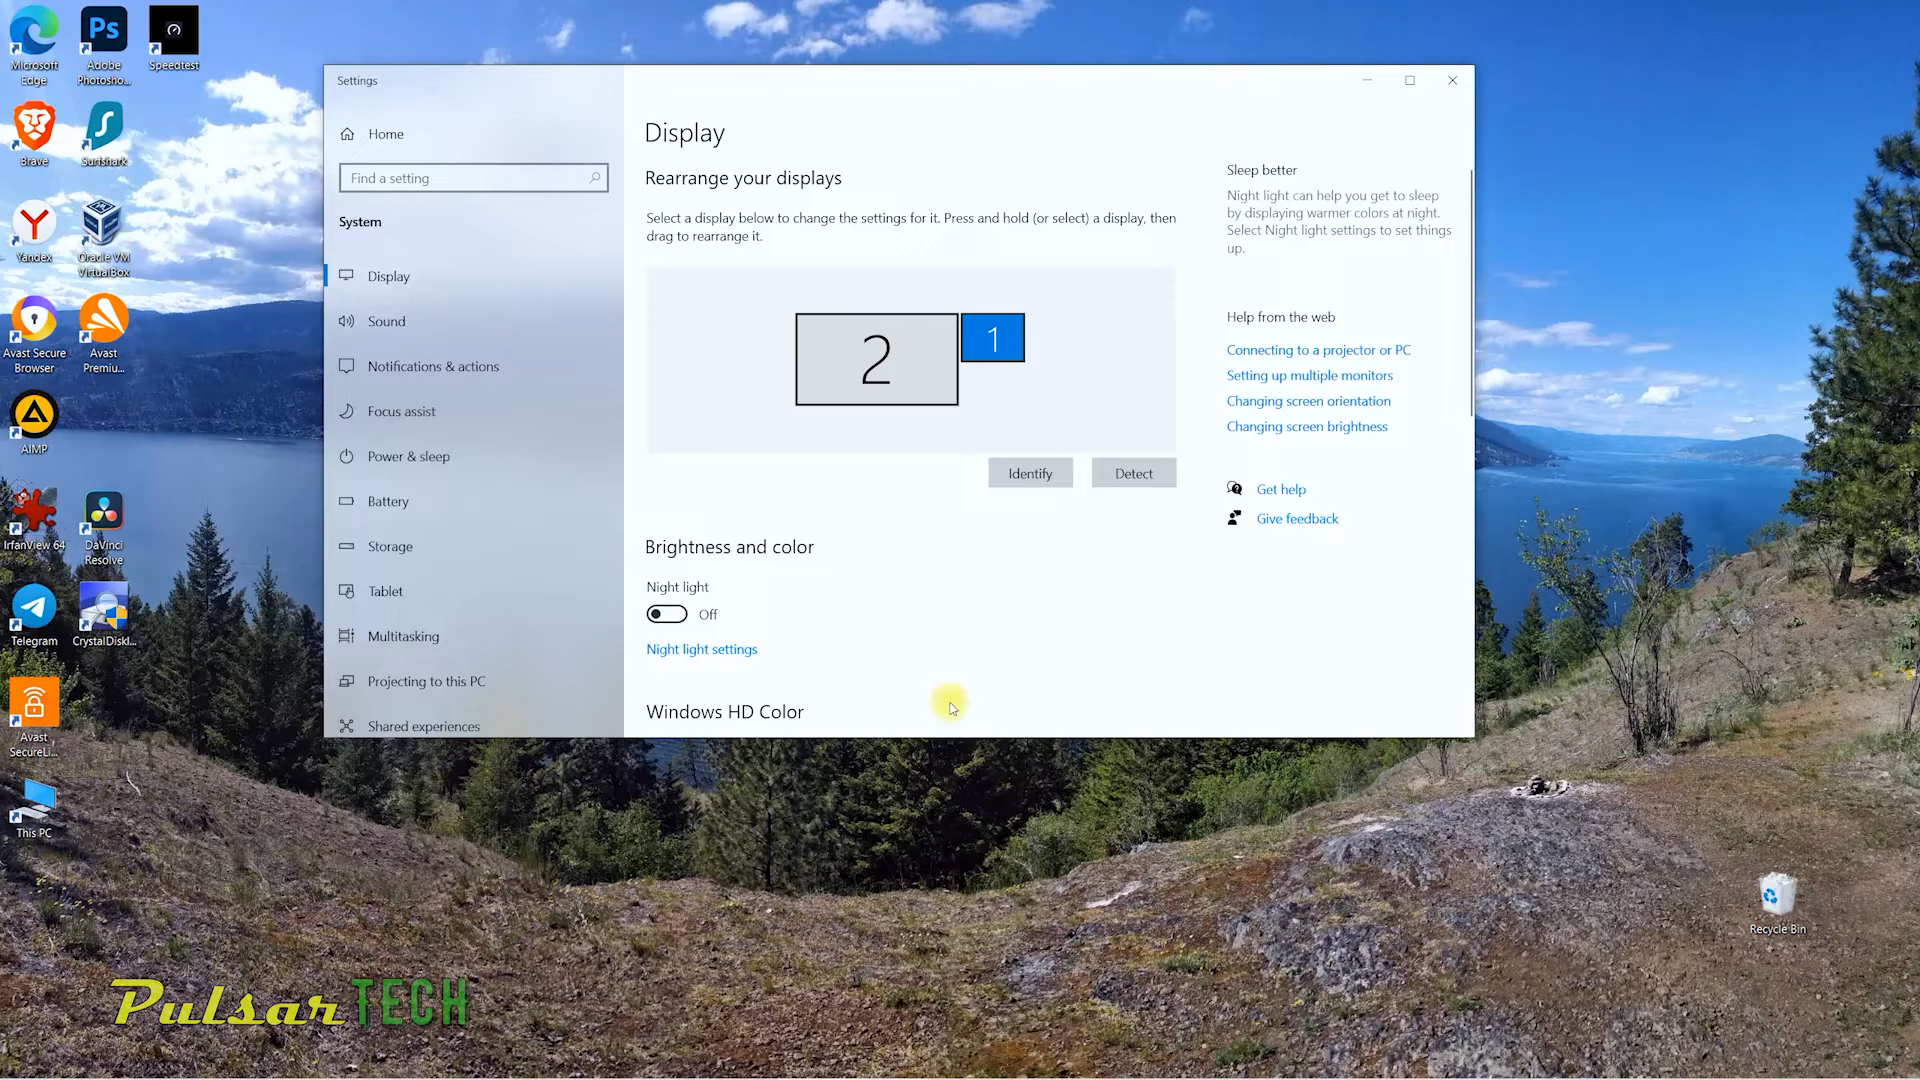 Microsoft
Edge
Adobe
Photosho...
Speedtest
Brave
Surfshark
Yandex
Oracle VM
VirtualBox
Avast Secure
Browser
Avast
Premiu...
AIMP
IrfanView 64
DaVinci
Resolve
Telegram
CrystalDiskI...
Avast
SecureLi...
This PC
Recycle Bin
Settings
Home
Find a setting
System
Display
Sound
Notifications & actions
Focus assist
Power & sleep
Battery
Storage
Tablet
Multitasking
Projecting to this PC
Shared experiences
Display
Rearrange your displays
Select a display below to change the settings for it. Press and hold (or select) a display, then
drag to rearrange it.
2
1
Identify
Detect
Brightness and color
Night light
Off
Night light settings
Windows HD Color
Sleep better
Night light can help you get to sleep
by displaying warmer colors at night.
Select Night light settings to set things
up.
Help from the web
Connecting to a projector or PC
Setting up multiple monitors
Changing screen orientation
Changing screen brightness
Get help
Give feedback
Ps
PulsarTECH